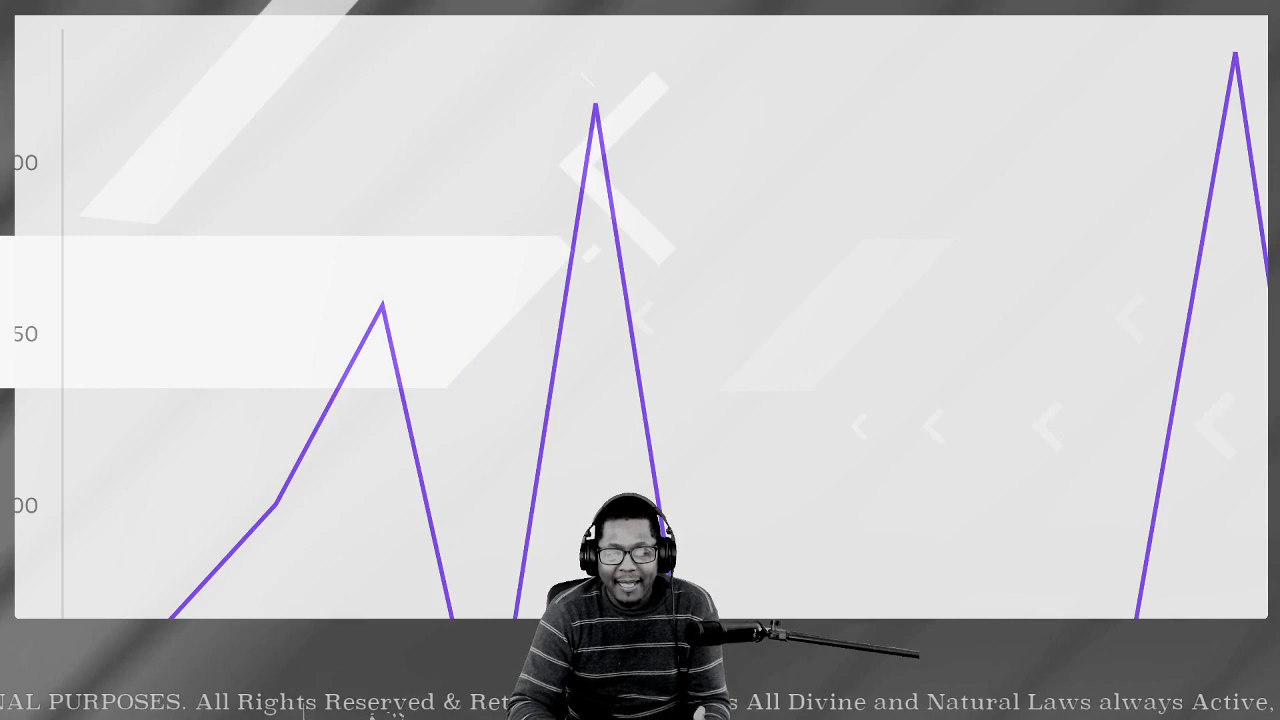 00
50
00
NAL PURPOSES. All Rights Reserved & Ret s All Divine and Natural Laws always Active,